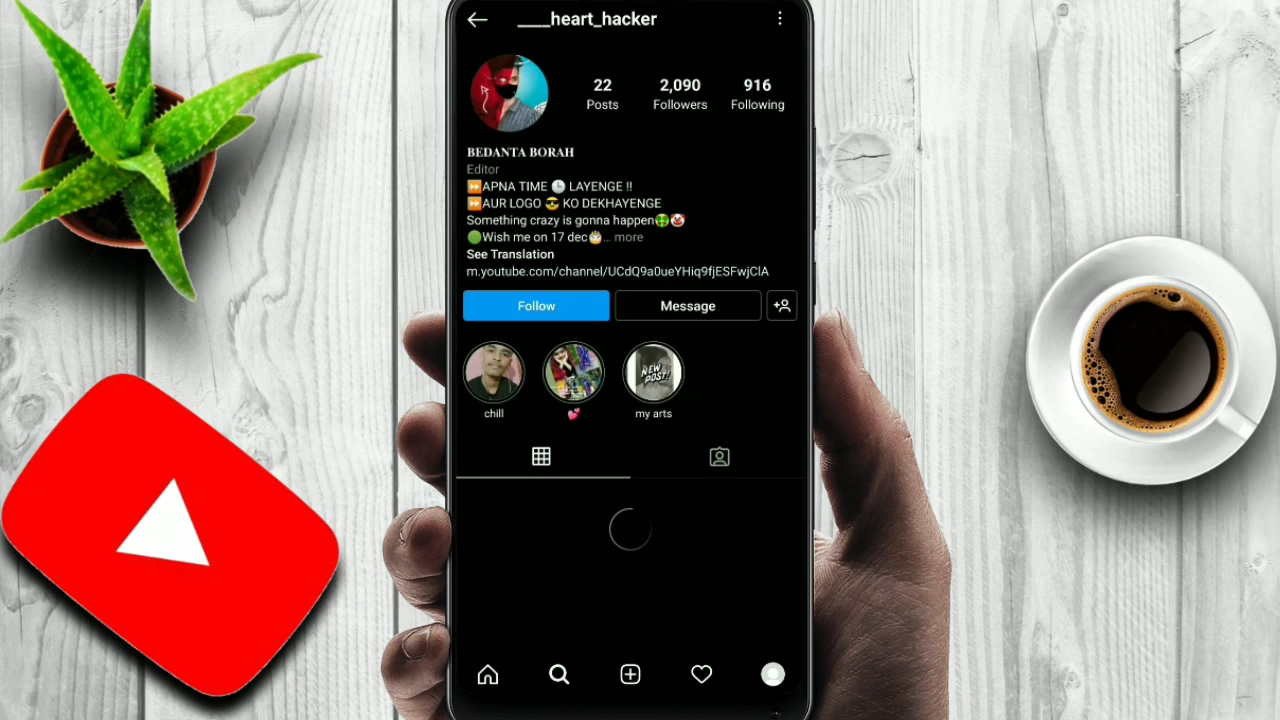 ____heart_hacker
22 2,090 916
Posts Followers Following
BEDANTA BORAH
Editor
⏩APNA TIME 🕒 LAYENGE !!
⏩AUR LOGO 😎 KO DEKHAYENGE
Something crazy is gonna happen🤑🤡
🟢Wish me on 17 dec🎂... more
See Translation
m.youtube.com/channel/UCdQ9a0ueYHiq9fjESFwjClA
Follow Message
NEW
POST!
chill 💕 my arts